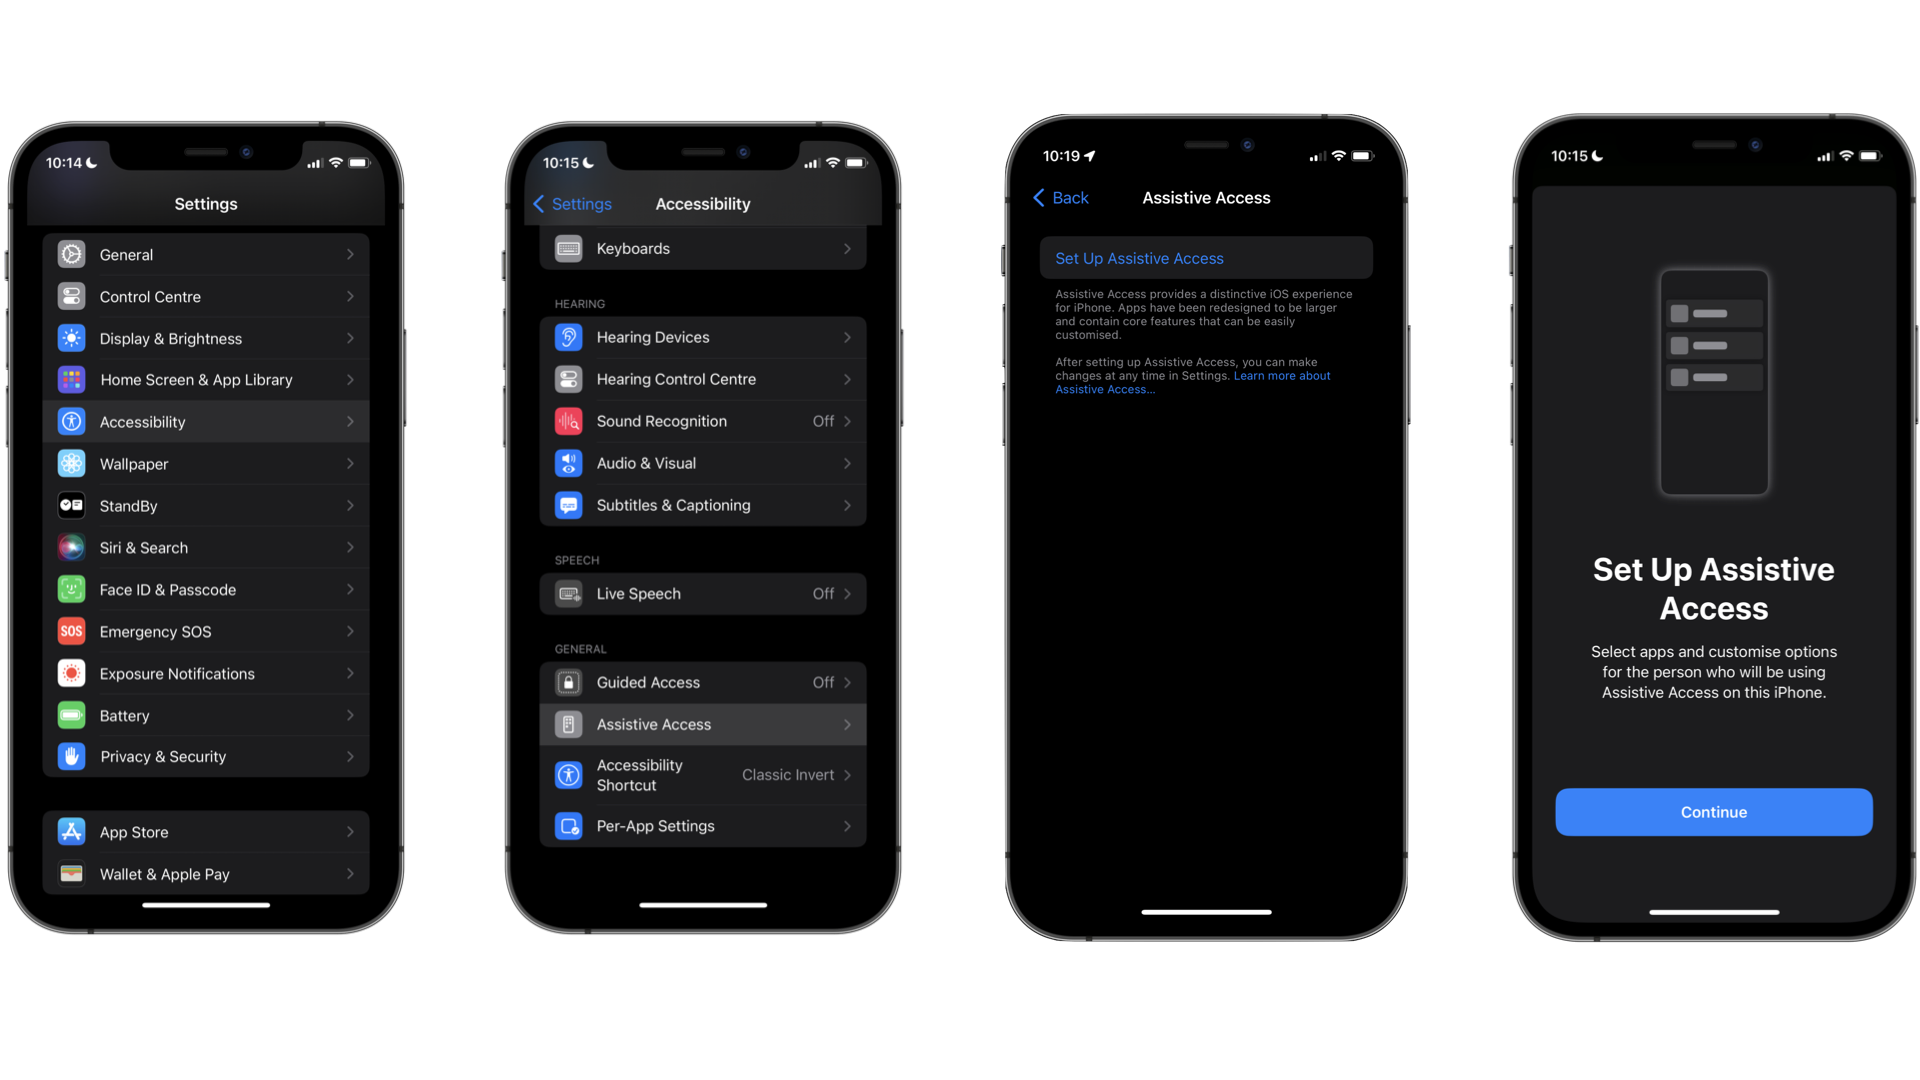 10:14
Settings
General
Control Centre
Display & Brightness
Home Screen & App Library
Accessibility
Wallpaper
StandBy
Siri & Search
Face ID & Passcode
SOS
Emergency SOS
Exposure Notifications
Battery
Privacy & Security
App Store
Wallet & Apple Pay
10:15
Settings
Accessibility
Keyboards
HEARING
Hearing Devices
Hearing Control Centre
Sound Recognition Off
Audio & Visual
Subtitles & Captioning
SPEECH
Live Speech Off
GENERAL
Guided Access Off
Assistive Access
Accessibility
Shortcut
Classic Invert
Per-App Settings
10:19
Back
Assistive Access
Set Up Assistive Access
Assistive Access provides a distinctive iOS experience
for iPhone. Apps have been redesigned to be larger
and contain core features that can be easily
customised.
After setting up Assistive Access, you can make
changes at any time in Settings. Learn more about
Assistive Access...
10:15
Set Up Assistive
Access
Select apps and customise options
for the person who will be using
Assistive Access on this iPhone.
Continue